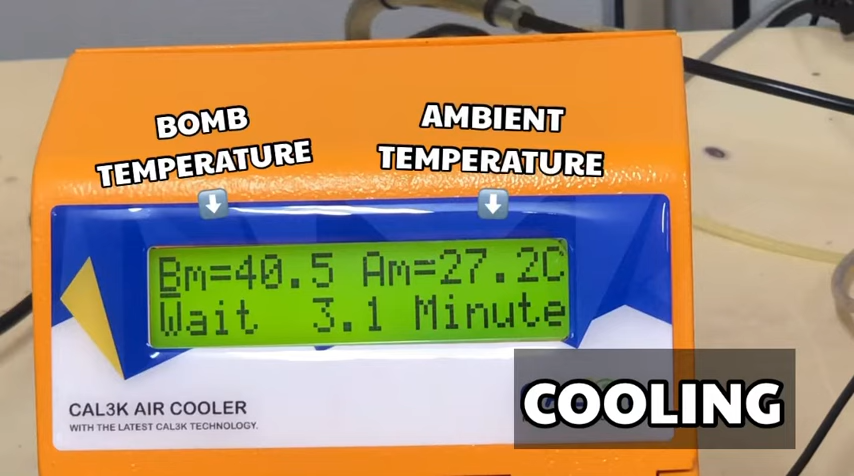 BOMB
TEMPERATURE
⬇️
AMBIENT
TEMPERATURE
⬇️
Bm=40.5 Am=27.2C
Wait 3.1 Minute
CAL3K AIR COOLER
WITH THE LATEST CAL3K TECHNOLOGY.
COOLING